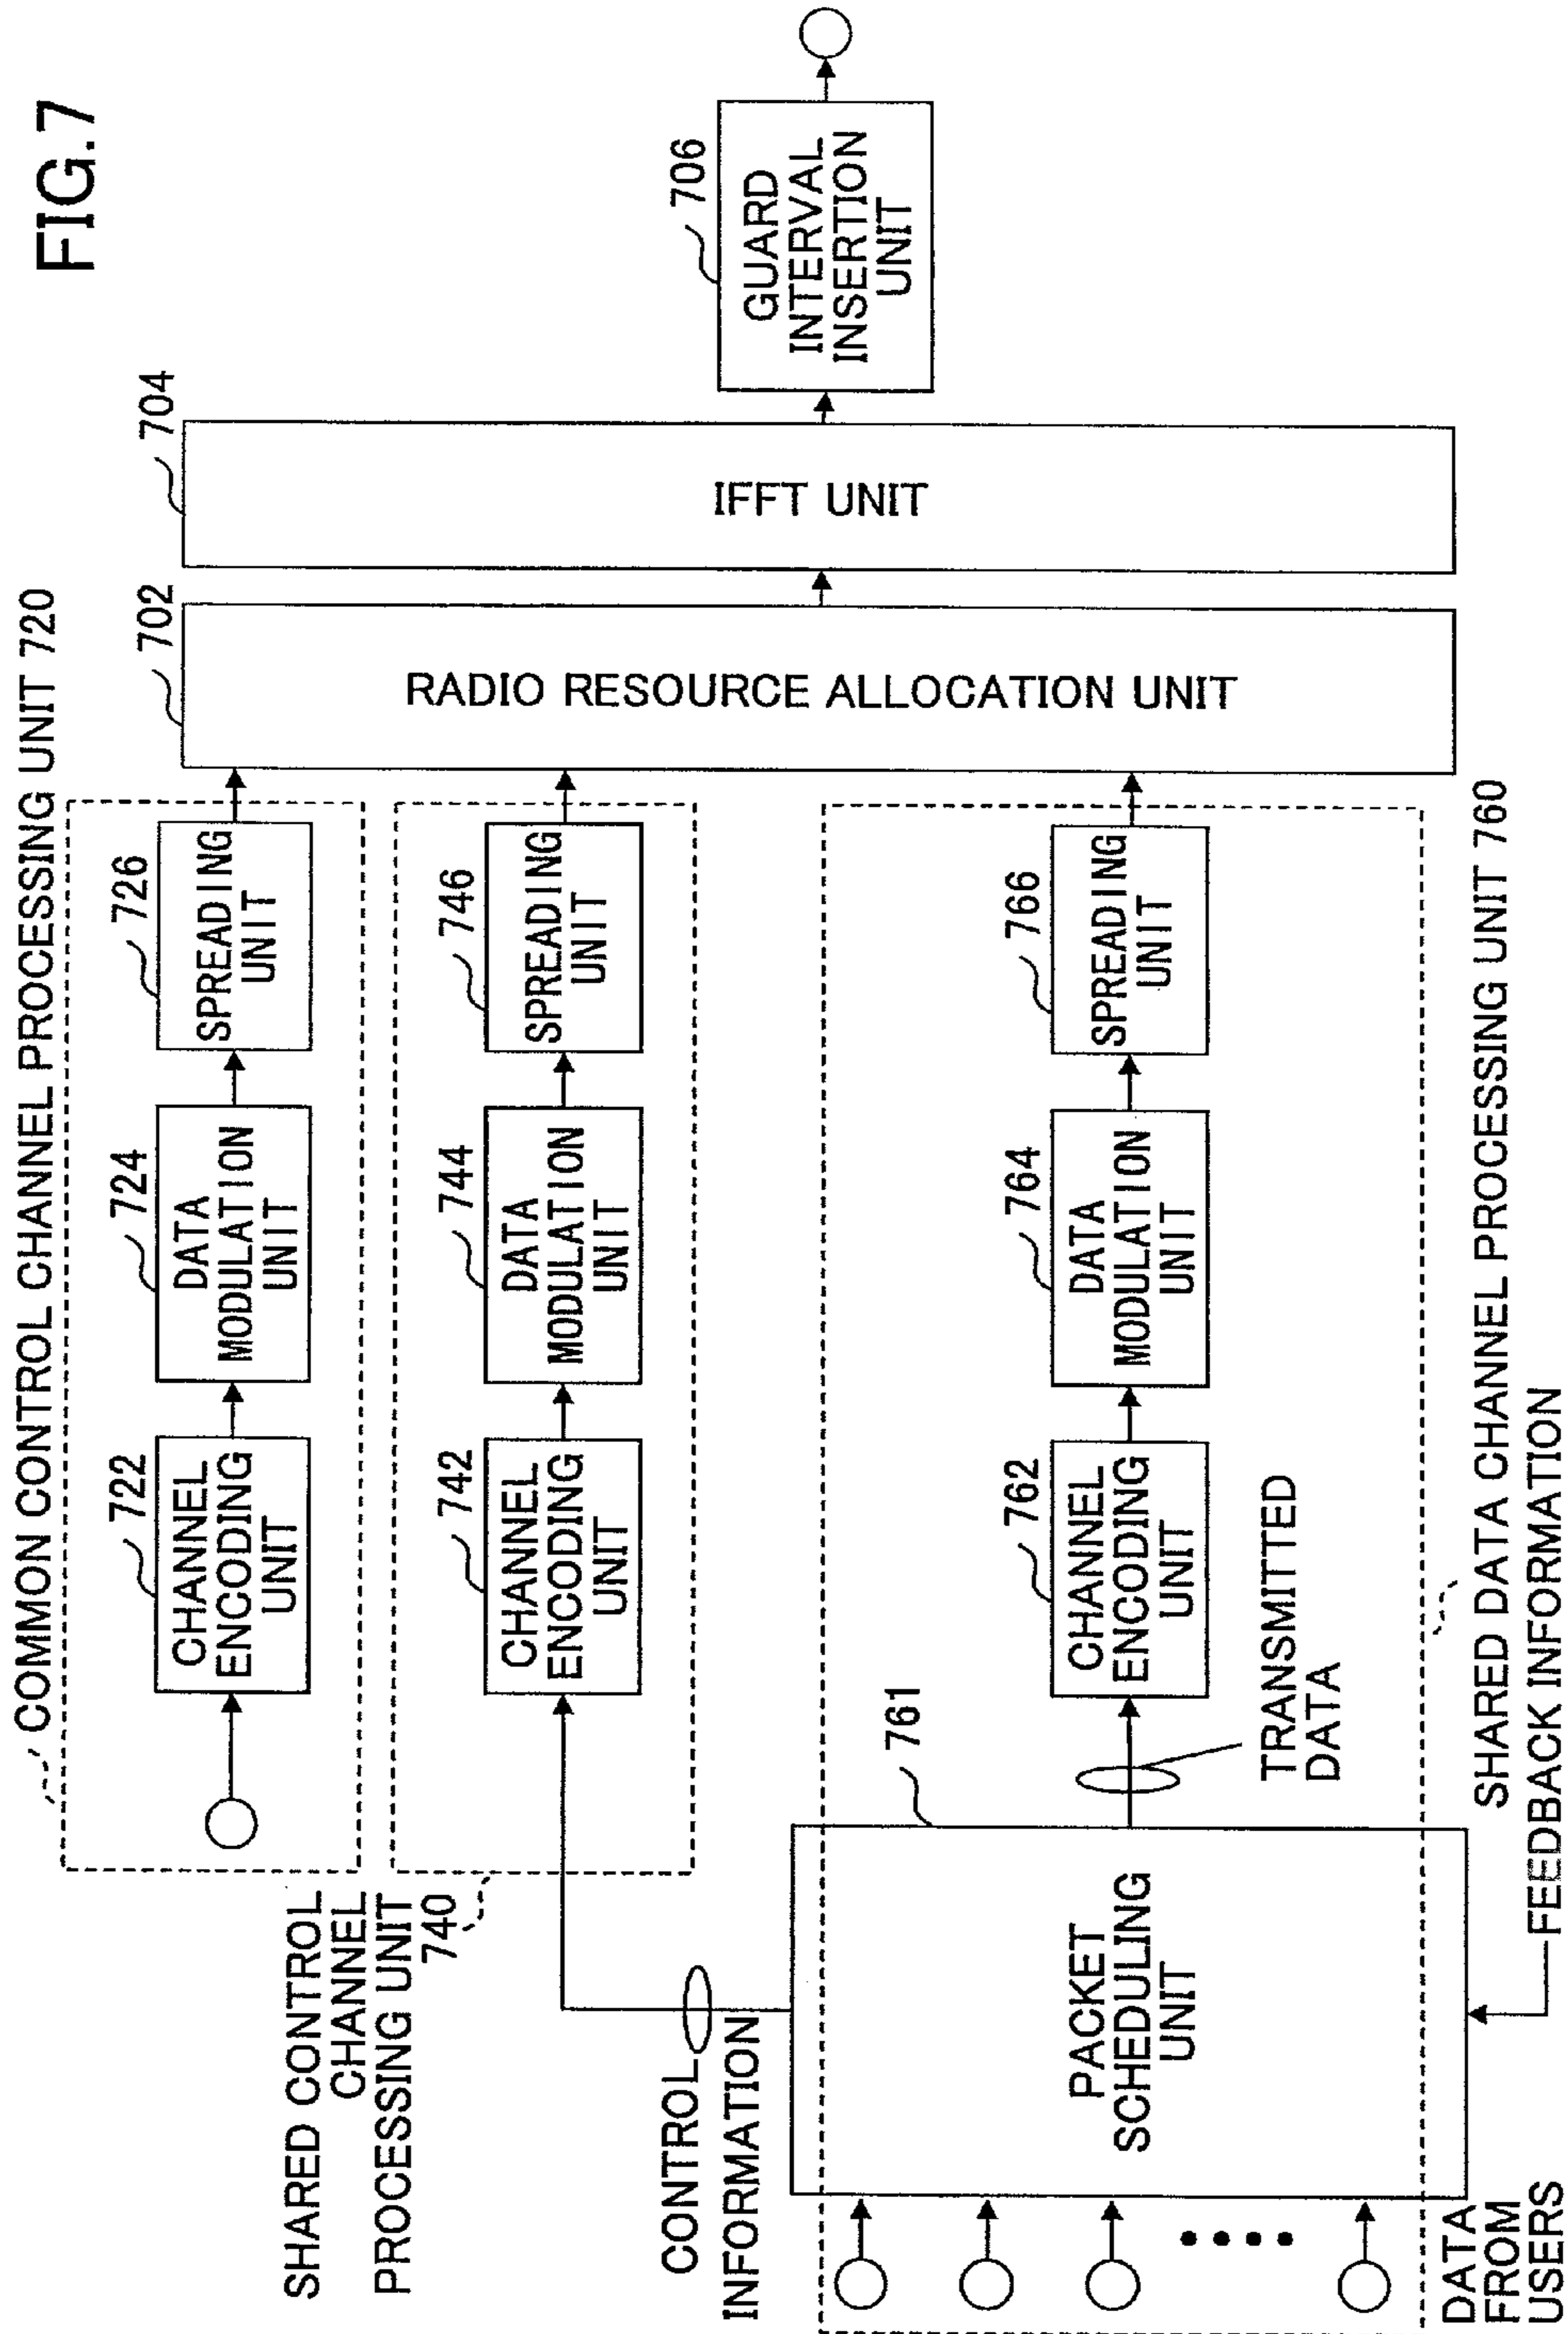 FIG.7
COMMON CONTROL CHANNEL PROCESSING UNIT 720
722
CHANNEL
ENCODING
UNIT
724
DATA
MODULATION
UNIT
726
SPREADING
UNIT
702
RADIO RESOURCE ALLOCATION UNIT
704
IFFT UNIT
706
GUARD
INTERVAL
INSERTION
UNIT
SHARED CONTROL
CHANNEL
PROCESSING UNIT
740
742
CHANNEL
ENCODING
UNIT
744
DATA
MODULATION
UNIT
746
SPREADING
UNIT
CONTROL
INFORMATION
761
PACKET
SCHEDULING
UNIT
TRANSMITTED
DATA
762
CHANNEL
ENCODING
UNIT
764
DATA
MODULATION
UNIT
766
SPREADING
UNIT
DATA
FROM
USERS
SHARED DATA CHANNEL PROCESSING UNIT 760
FEEDBACK INFORMATION